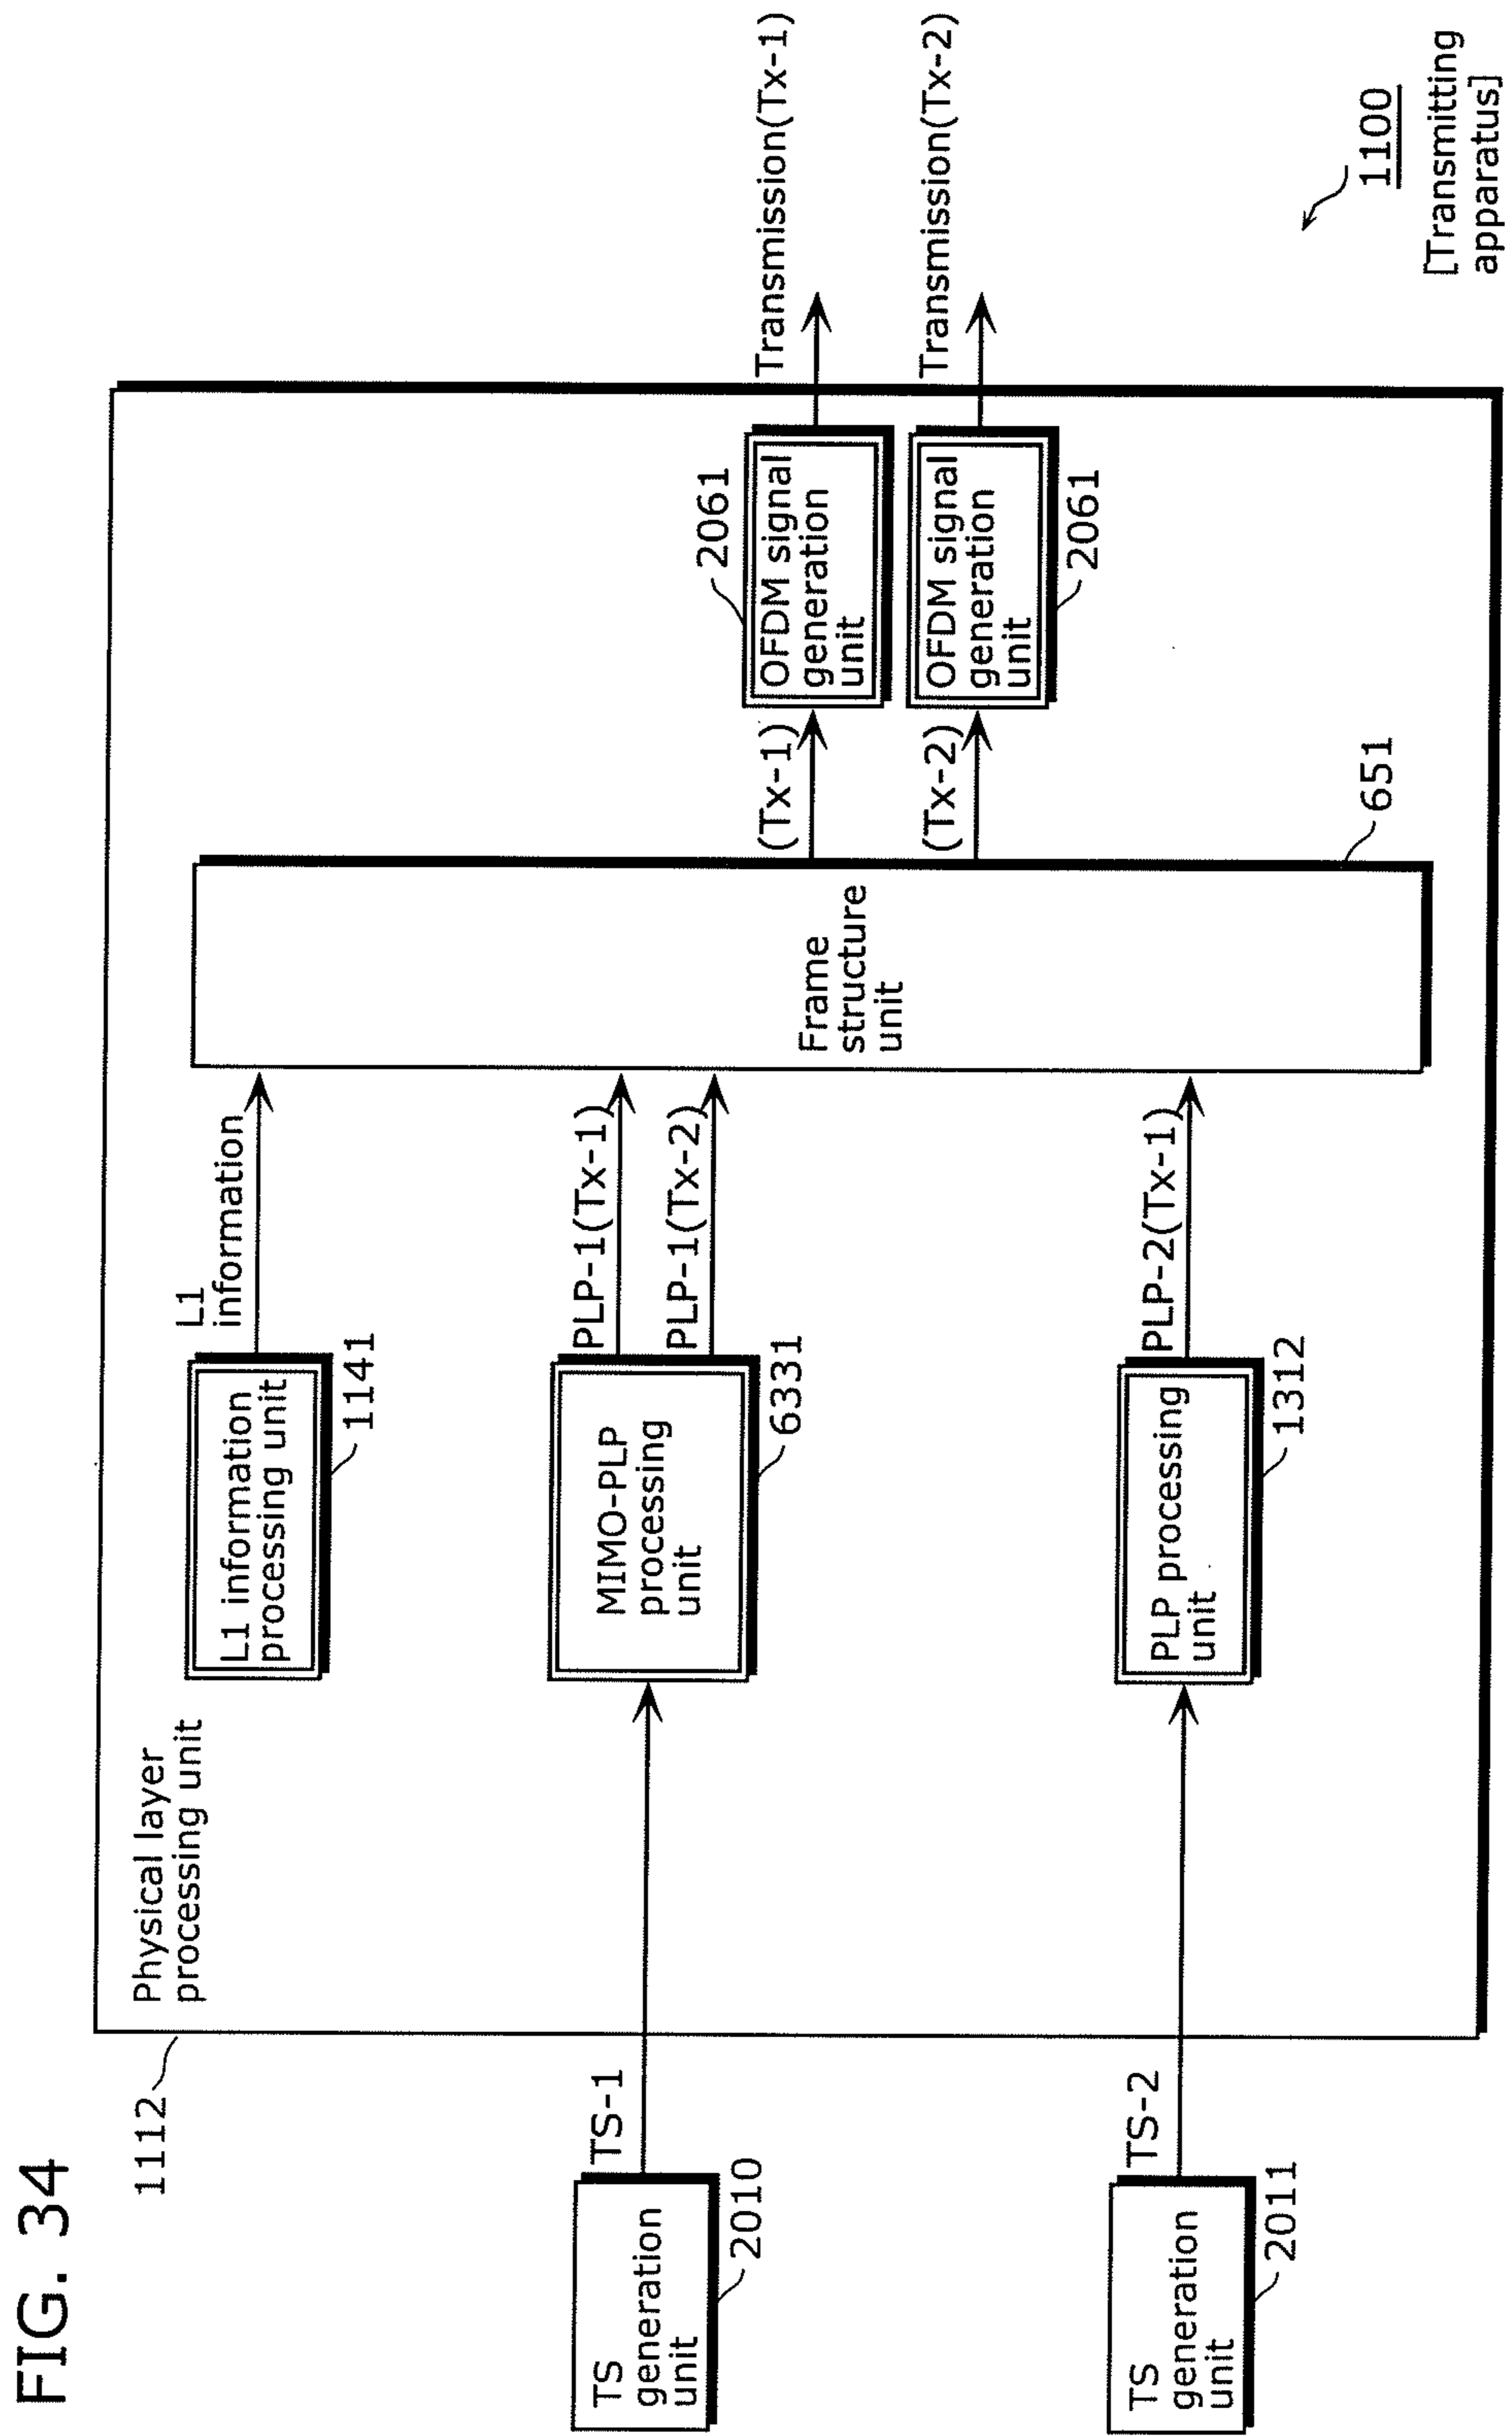 FIG. 34
1112
Physical layer
processing unit
L1 information
processing unit
1141
L1
information
TS
generation
unit
2010
TS-1
MIMO-PLP
processing
unit
6331
PLP-1(Tx-1)
PLP-1(Tx-2)
TS
generation
unit
2011
TS-2
PLP processing
unit
1312
PLP-2(Tx-1)
Frame
structure
unit
651
(Tx-1)
(Tx-2)
2061
OFDM signal
generation
unit
OFDM signal
generation
unit
2061
Transmission(Tx-1)
Transmission(Tx-2)
1100
[Transmitting
apparatus]